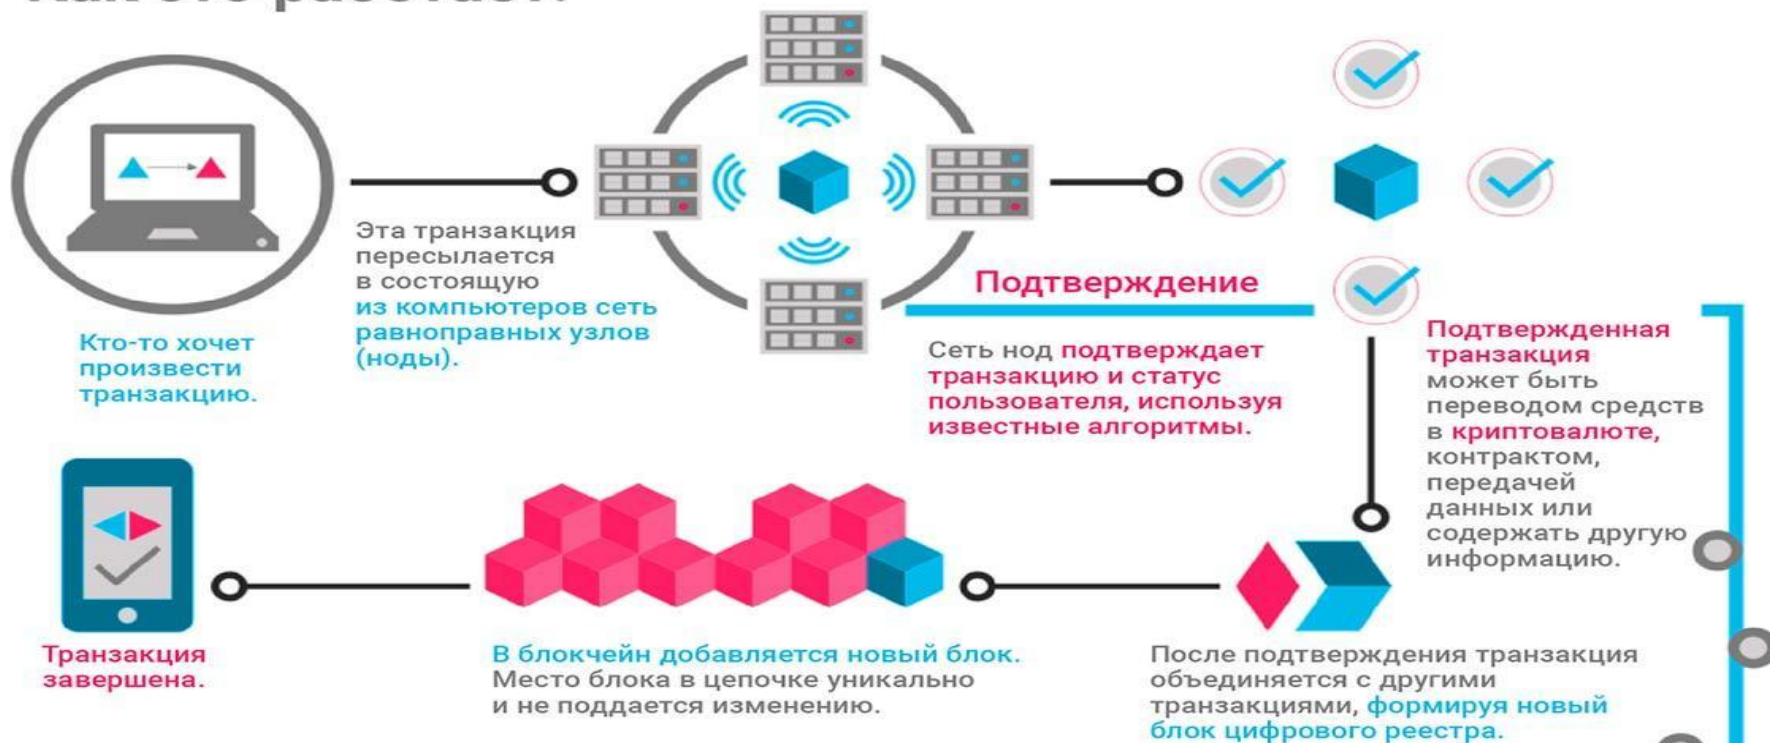 Как это работает?
Кто-то хочет
произвести
транзакцию.
Эта транзакция
пересылается
в состоящую
из компьютеров сеть
равноправных узлов
(ноды).
Подтверждение
Сеть нод подтверждает
транзакцию и статус
пользователя, используя
известные алгоритмы.
Подтвержденная
транзакция
может быть
переводом средств
в криптовалюте,
контрактом,
передачей
данных или
содержать другую
информацию.
После подтверждения транзакция
объединяется с другими
транзакциями, формируя новый
блок цифрового реестра.
В блокчейн добавляется новый блок.
Место блока в цепочке уникально
и не поддается изменению.
Транзакция
завершена.